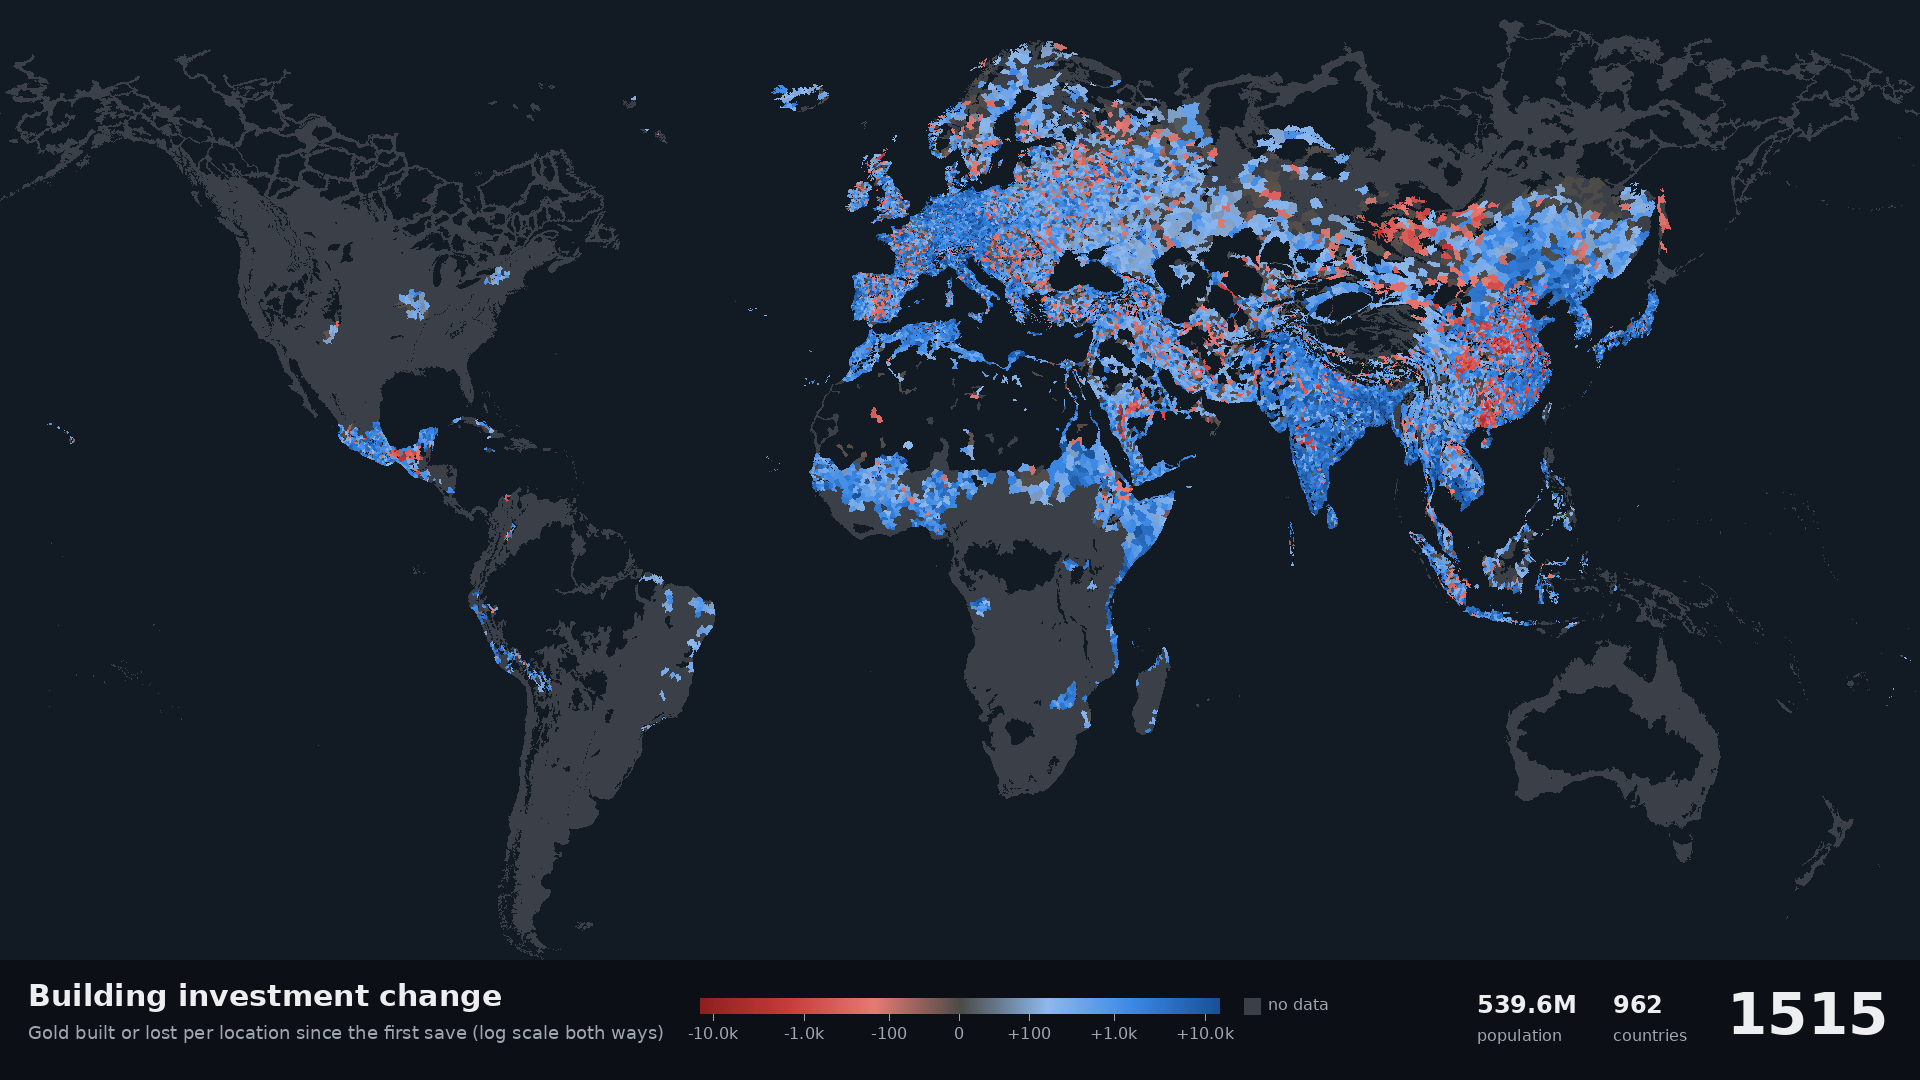 Building investment change
Gold built or lost per location since the first save (log scale both ways)
-10.0k -1.0k -100 0 +100 +1.0k +10.0k
no data
539.6M
population
962
countries
1515